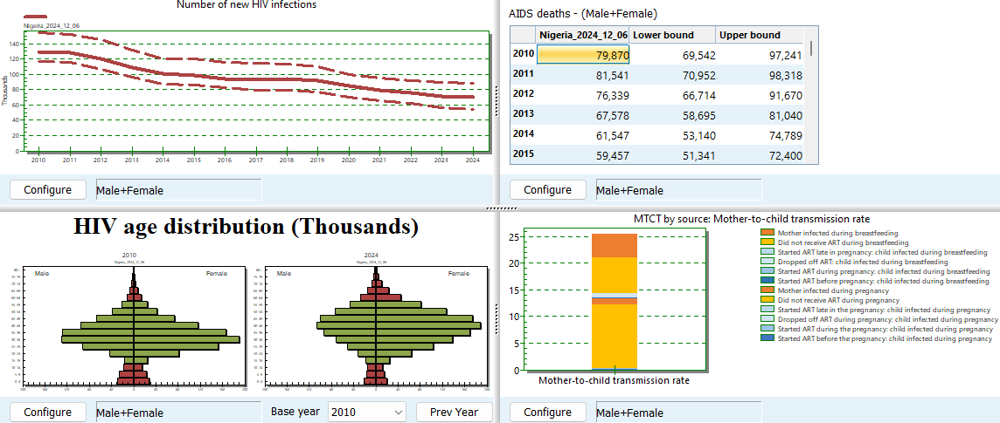 Number of new HIV infections
Nigeria_2024_12_06
Thousands
140
120
100
80
60
40
20
0
2010 2011 2012 2013 2014 2015 2016 2017 2018 2019 2020 2021 2022 2023 2024
Configure Male+Female
AIDS deaths - (Male+Female)
Nigeria_2024_12_06 Lower bound Upper bound
2010 79,870 69,542 97,241
2011 81,541 70,952 98,318
2012 76,339 66,714 91,670
2013 67,578 58,695 81,040
2014 61,547 53,140 74,789
2015 59,457 51,341 72,400
Configure Male+Female
HIV age distribution (Thousands)
2010
Nigeria_2024_12_06
Male Female
2024
Nigeria_2024_12_06
Male Female
Configure Male+Female Base year 2010 Prev Year
MTCT by source: Mother-to-child transmission rate
25
20
15
10
5
0
Mother-to-child transmission rate
Mother infected during breastfeeding
Did not receive ART during breastfeeding
Started ART late in pregnancy: child infected during breastfeeding
Dropped off ART: child infected during breastfeeding
Started ART during pregnancy: child infected during breastfeeding
Started ART before pregnancy: child infected during breastfeeding
Mother infected during pregnancy
Did not receive ART during pregnancy
Started ART late in the pregnancy: child infected during pregnancy
Dropped off ART during pregnancy: child infected during pregnancy
Started ART during the pregnancy: child infected during pregnancy
Started ART before the pregnancy: child infected during pregnancy
Configure Male+Female